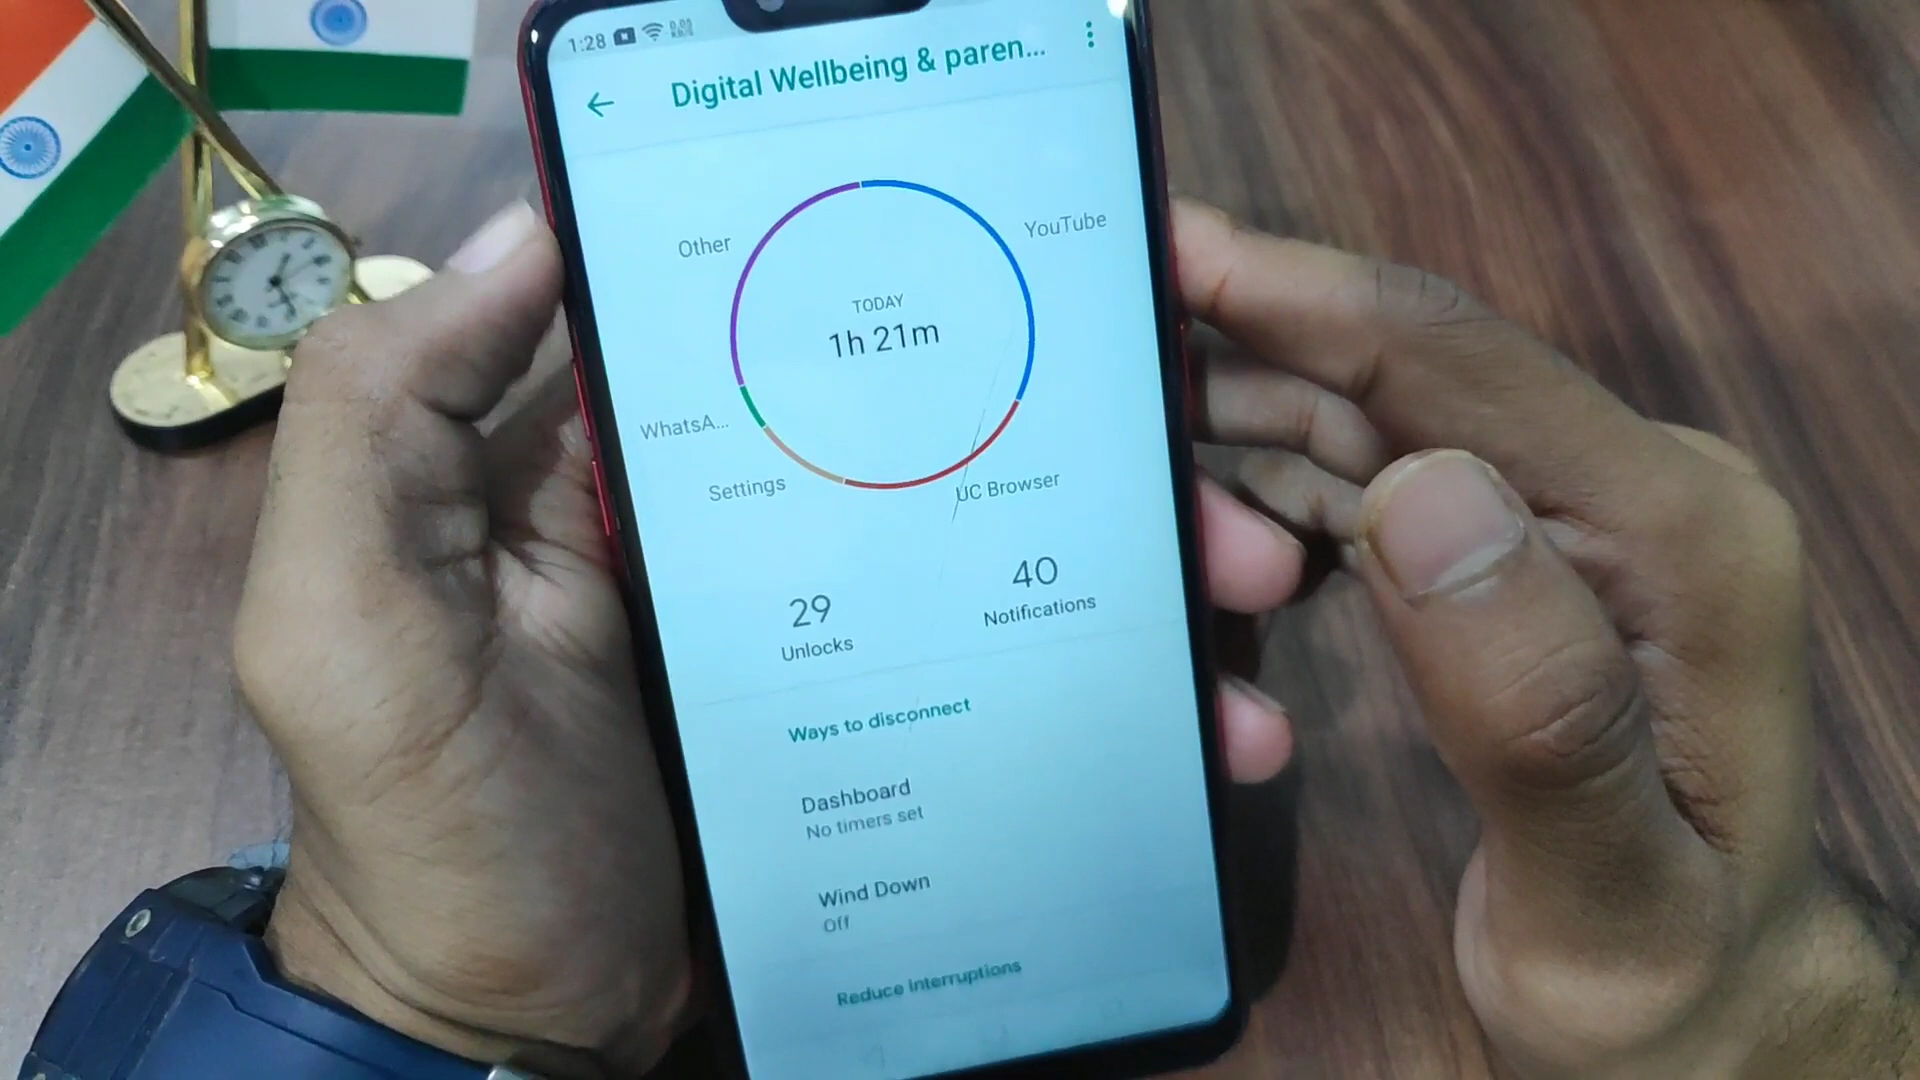 1:28
Digital Wellbeing & paren...
Other
YouTube
TODAY
1h 21m
WhatsA...
Settings
UC Browser
29
Unlocks
40
Notifications
Ways to disconnect
Dashboard
No timers set
Wind Down
Off
Reduce interruptions